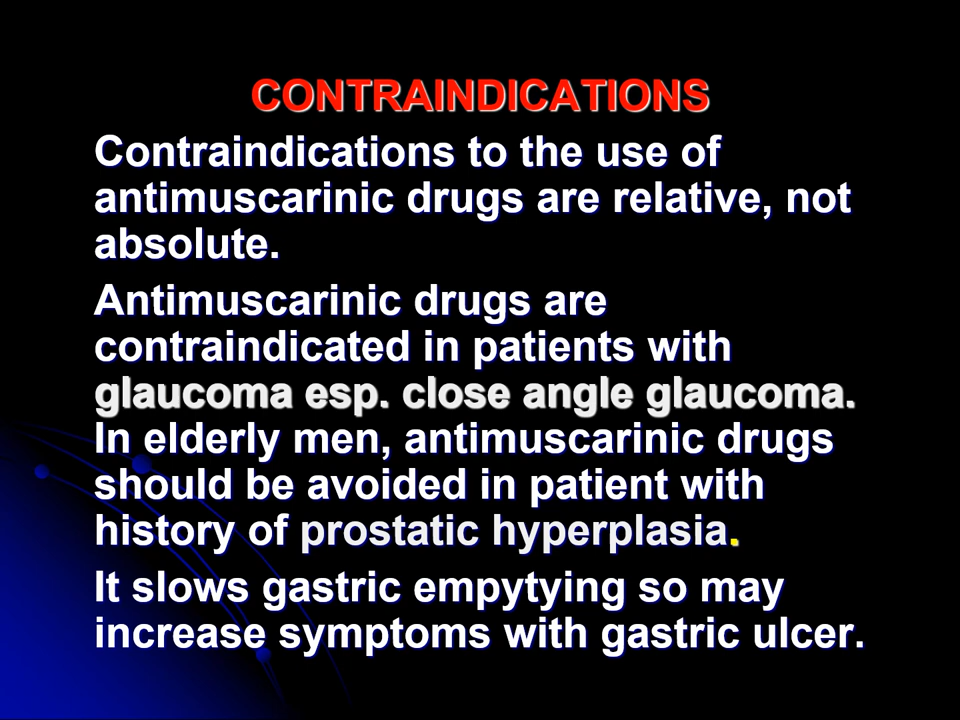 CONTRAINDICATIONS
Contraindications to the use of
antimuscarinic drugs are relative, not
absolute.
Antimuscarinic drugs are
contraindicated in patients with
glaucoma esp. close angle glaucoma.
In elderly men, antimuscarinic drugs
should be avoided in patient with
history of prostatic hyperplasia.
It slows gastric empytying so may
increase symptoms with gastric ulcer.